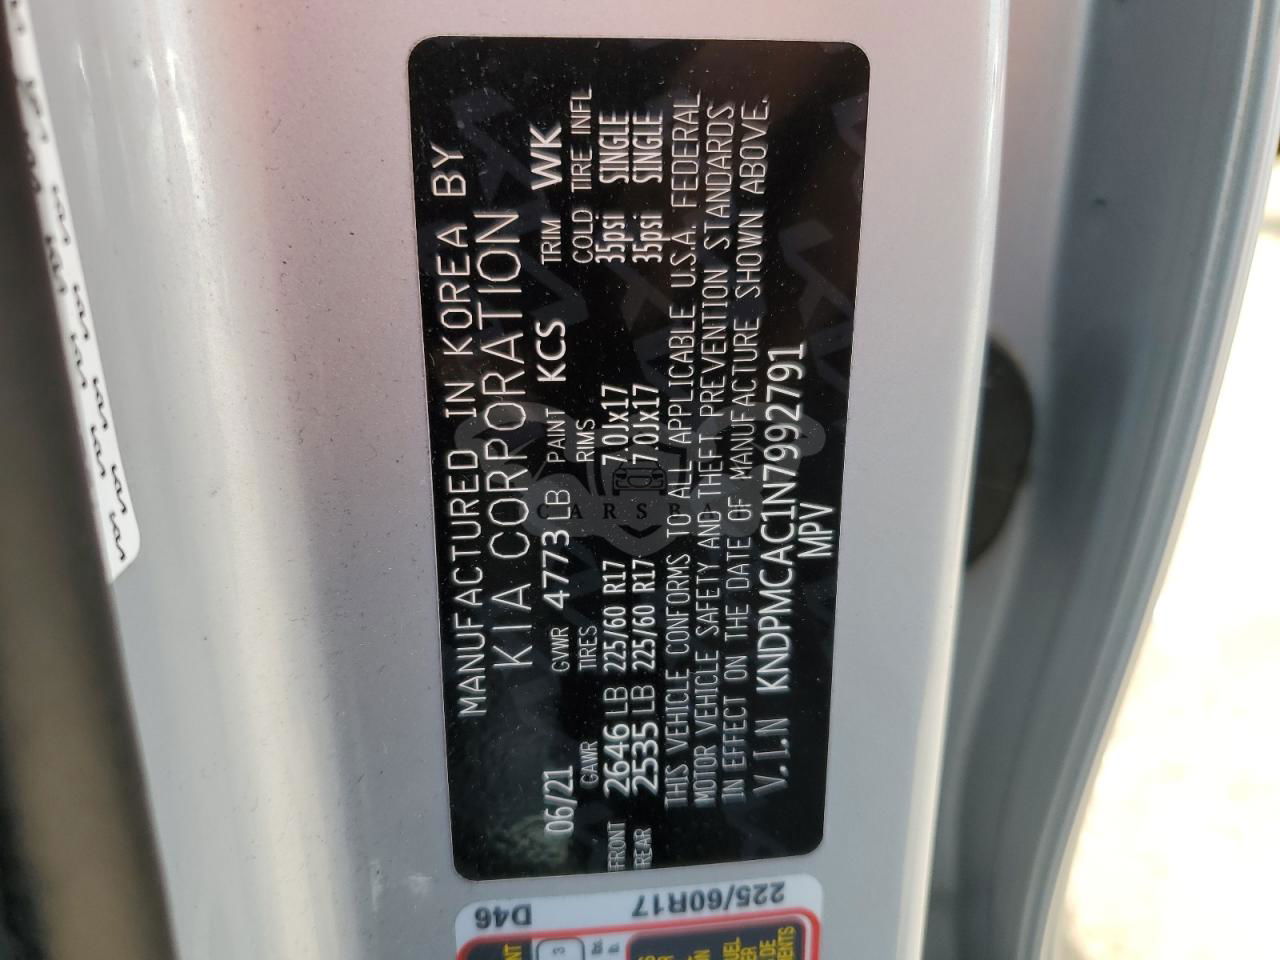 MANUFACTURED IN KOREA BY
KIA CORPORATION
06/21 GVWR 4773 LB PAINT KCS TRIM WK
GAWR TIRES RIMS COLD TIRE INFL
FRONT 2646 LB 225/60 R17 7.0Jx17 35psi SINGLE
REAR 2535 LB 225/60 R17 7.0Jx17 35psi SINGLE
THIS VEHICLE CONFORMS TO ALL APPLICABLE U.S.A. FEDERAL
MOTOR VEHICLE SAFETY AND THEFT PREVENTION STANDARDS
IN EFFECT ON THE DATE OF MANUFACTURE SHOWN ABOVE.
V.I.N KNDPMCAC1N7992791
MPV
D46
225/60R17